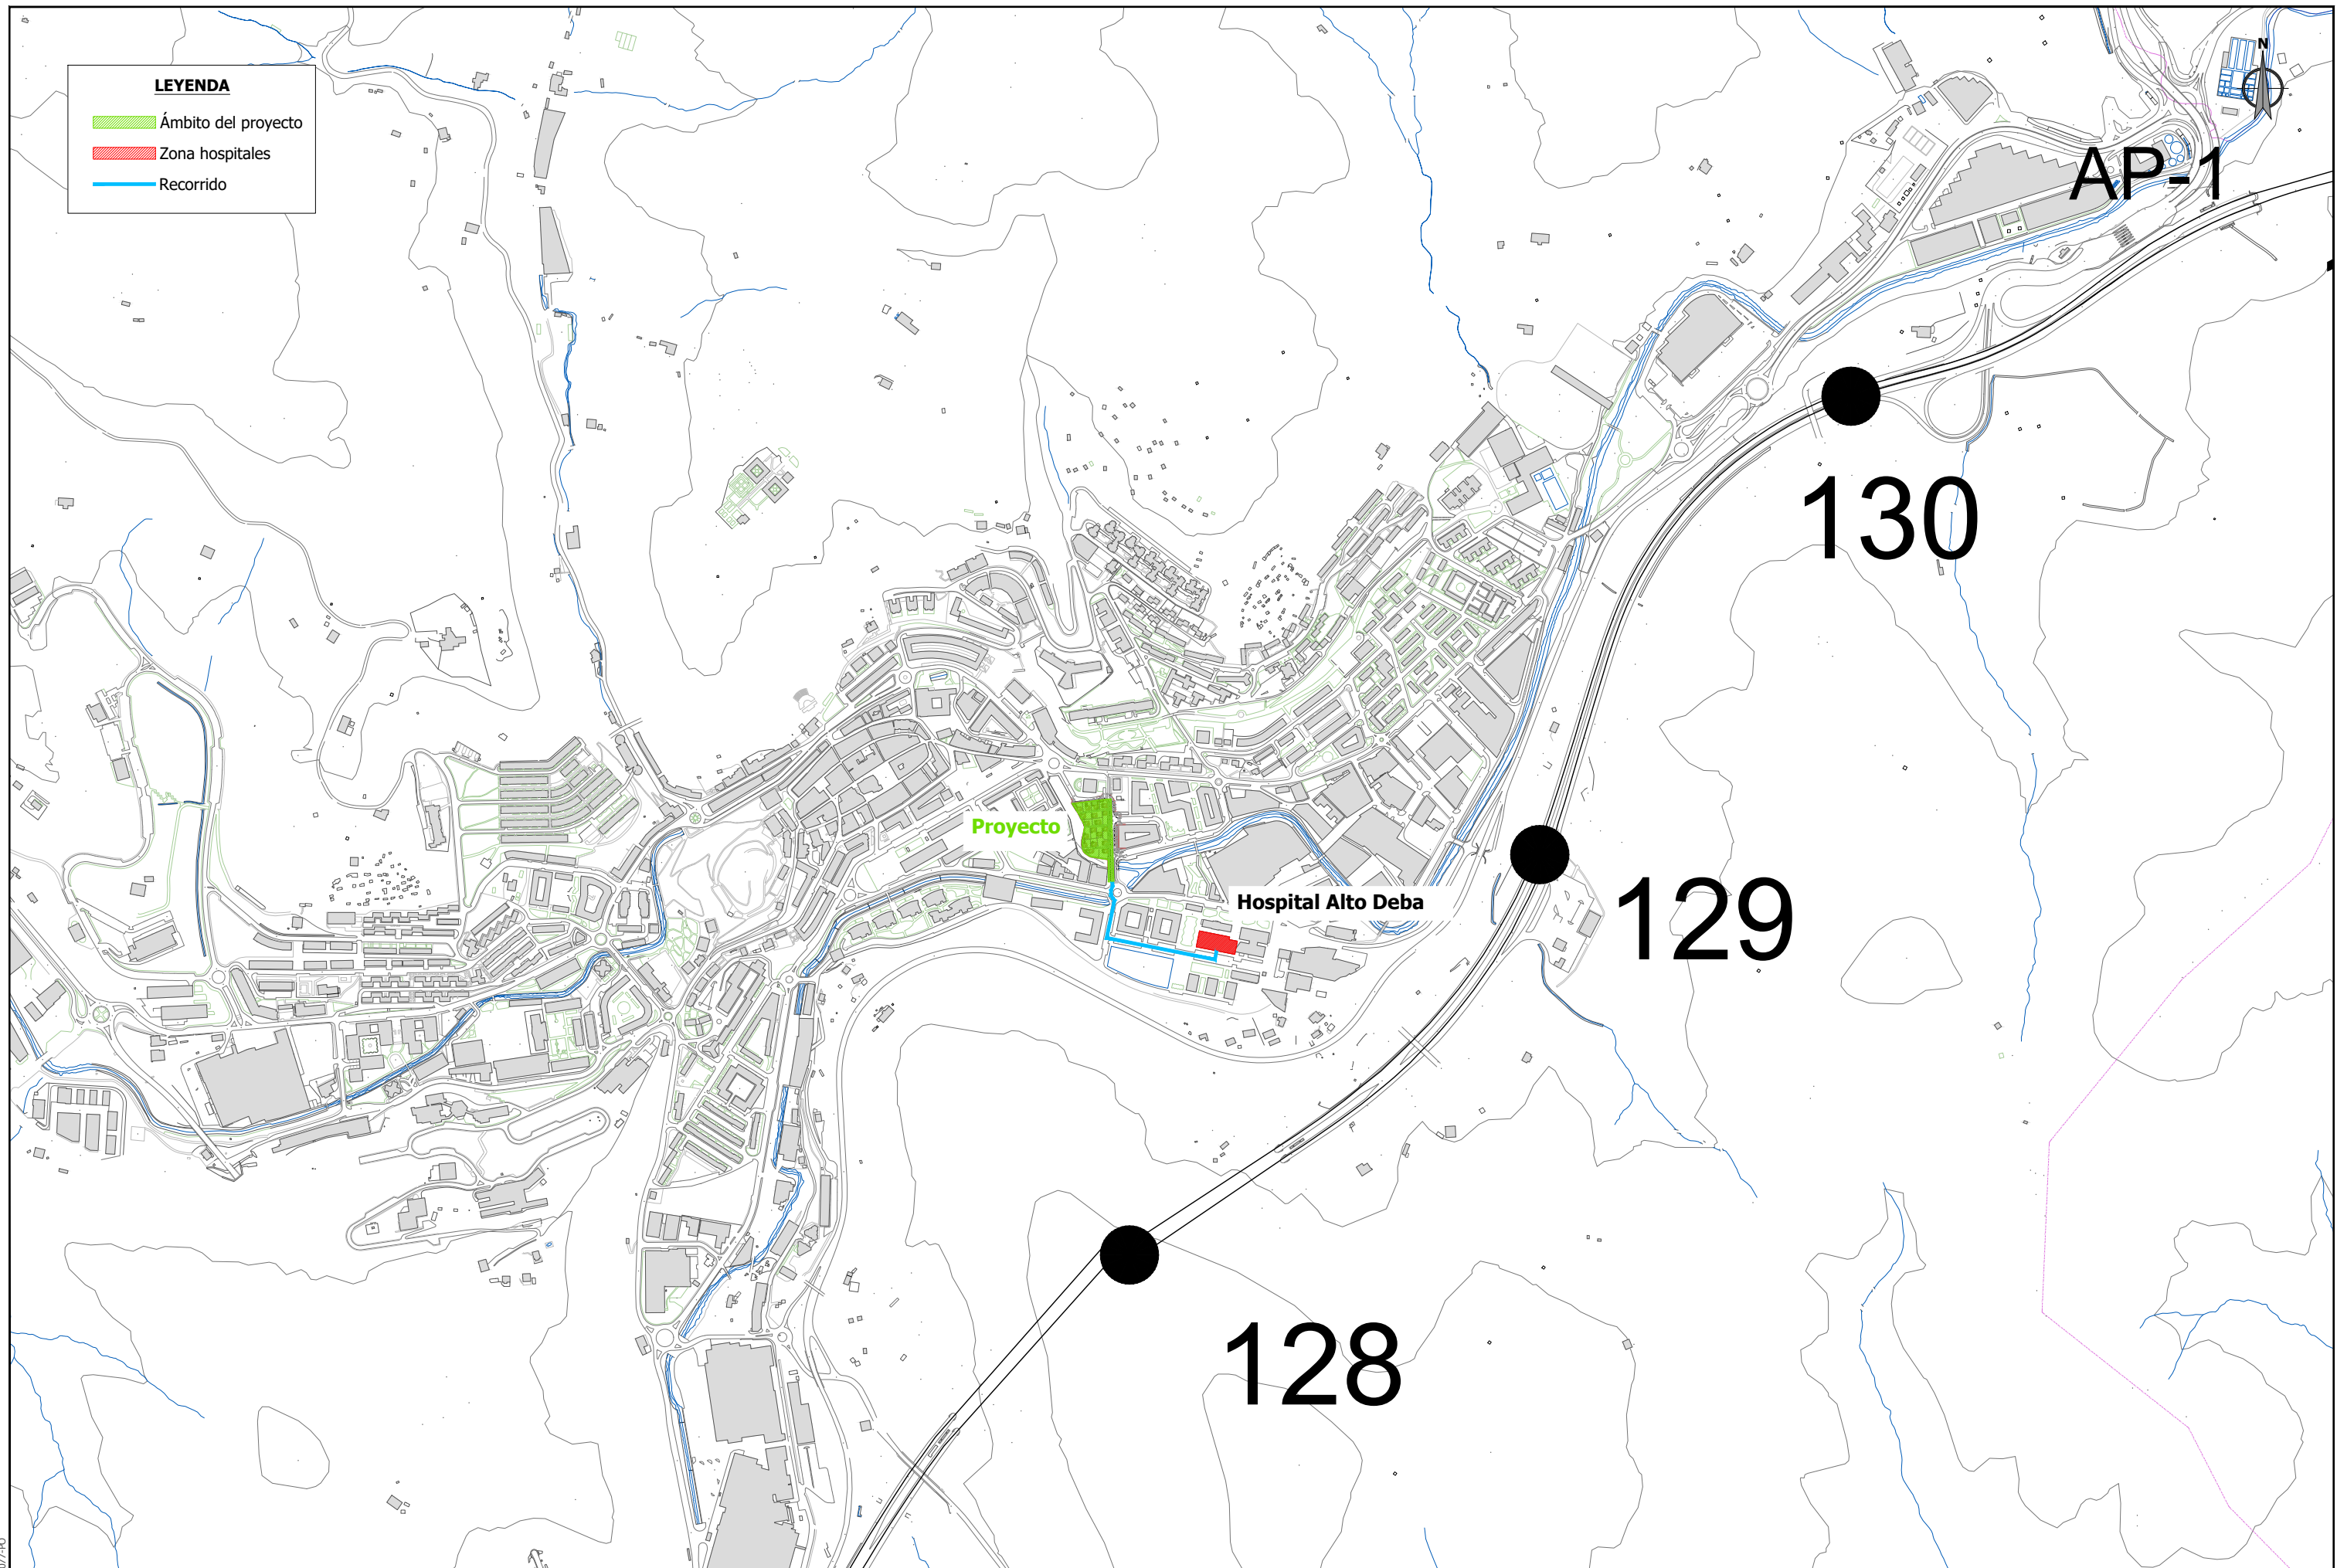 LEYENDA
Ámbito del proyecto
Zona hospitales
Recorrido
N
AP-1
130
Proyecto
129
Hospital Alto Deba
128